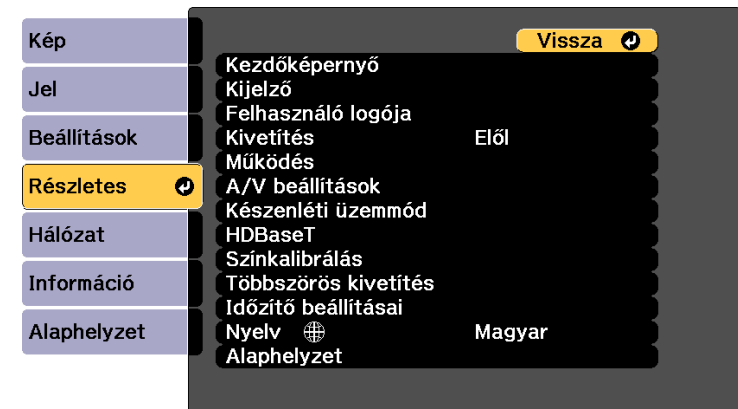 Kép
Jel
Beállítások
Részletes
Hálózat
Információ
Alaphelyzet
Vissza
Kezdőképernyő
Kijelző
Felhasználó logója
Kivetítés Elől
Működés
A/V beállítások
Készenléti üzemmód
HDBaseT
Színkalibrálás
Többszörös kivetítés
Időzítő beállításai
Nyelv Magyar
Alaphelyzet